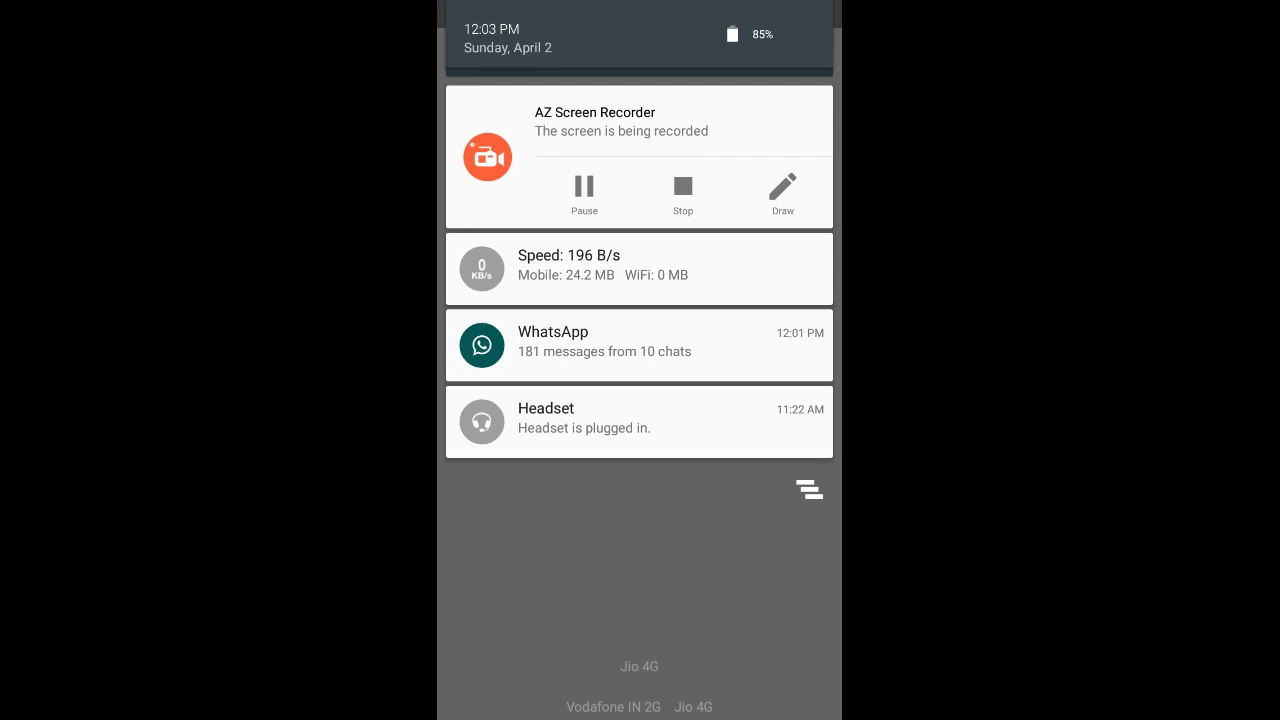 12:03 PM
85%
Sunday, April 2
AZ Screen Recorder
The screen is being recorded
Pause Stop Draw
0
KB/s
Speed: 196 B/s
Mobile: 24.2 MB WiFi: 0 MB
WhatsApp 12:01 PM
181 messages from 10 chats
Headset 11:22 AM
Headset is plugged in.
Jio 4G
Vodafone IN 2G Jio 4G